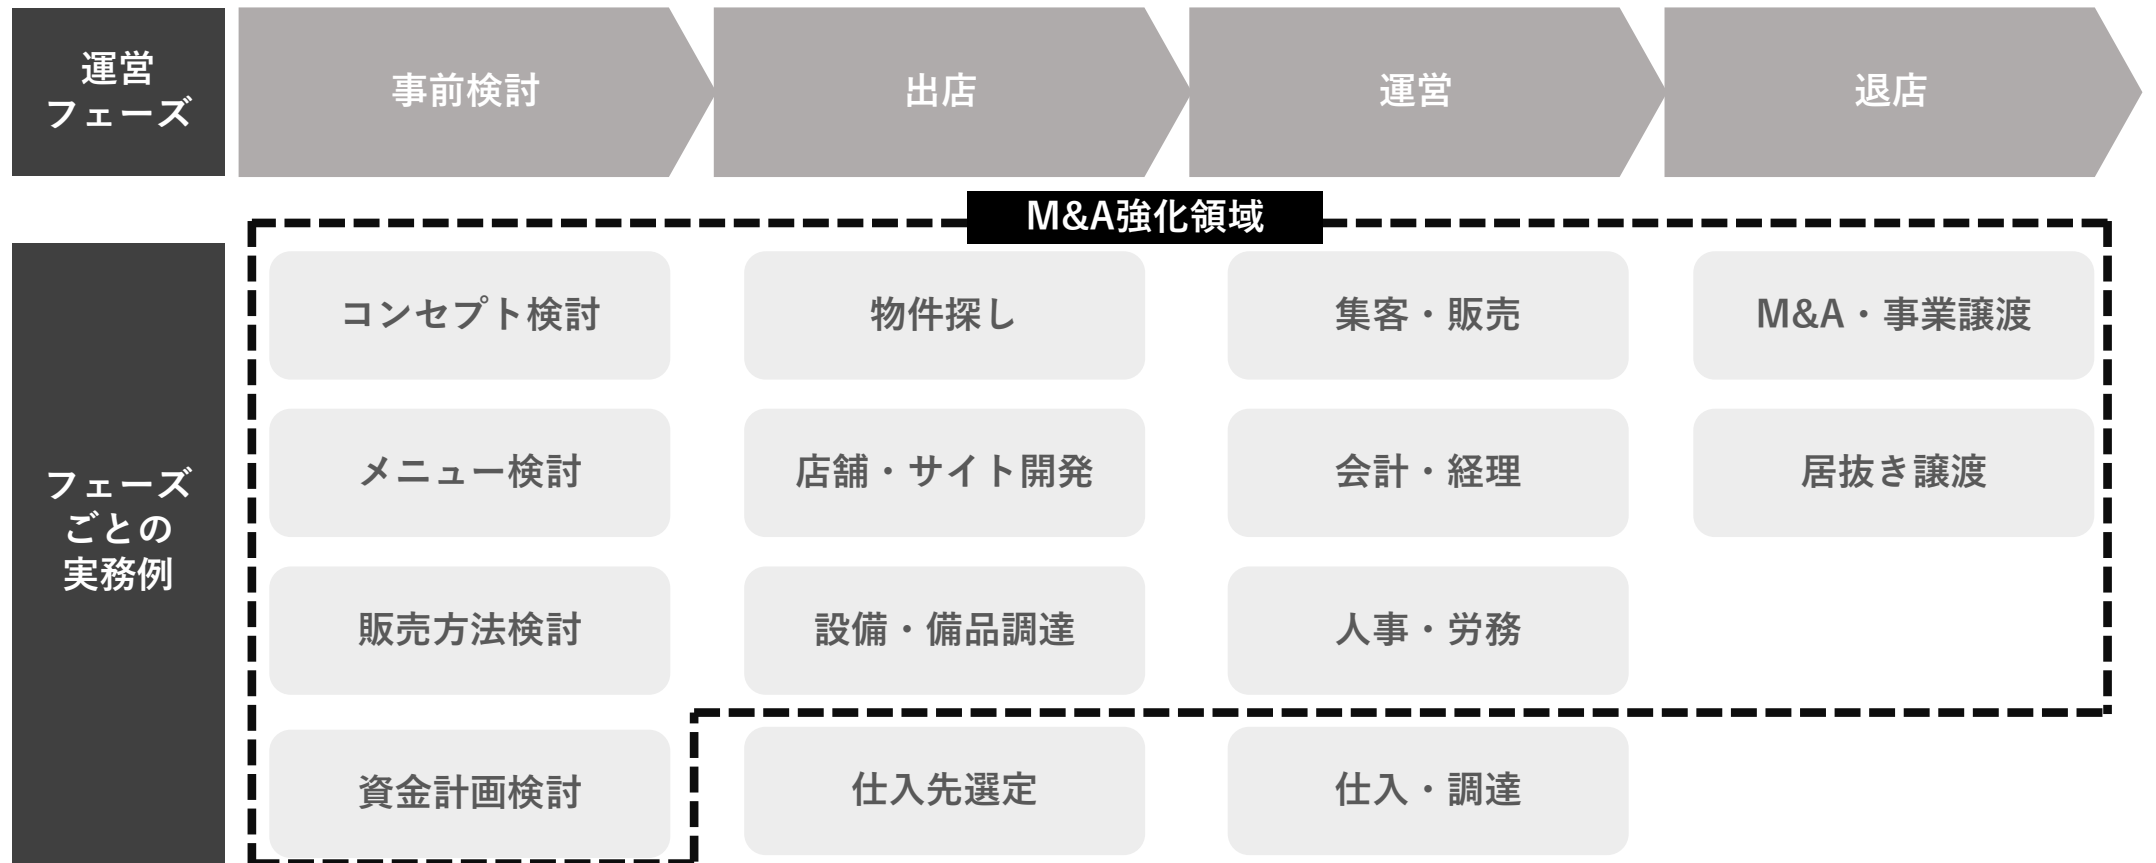 運営
フェーズ
事前検討
出店
運営
退店
M&A強化領域
フェーズ
ごとの
実務例
コンセプト検討
物件探し
集客・販売
M&A・事業譲渡
メニュー検討
店舗・サイト開発
会計・経理
居抜き譲渡
販売方法検討
設備・備品調達
人事・労務
資金計画検討
仕入先選定
仕入・調達